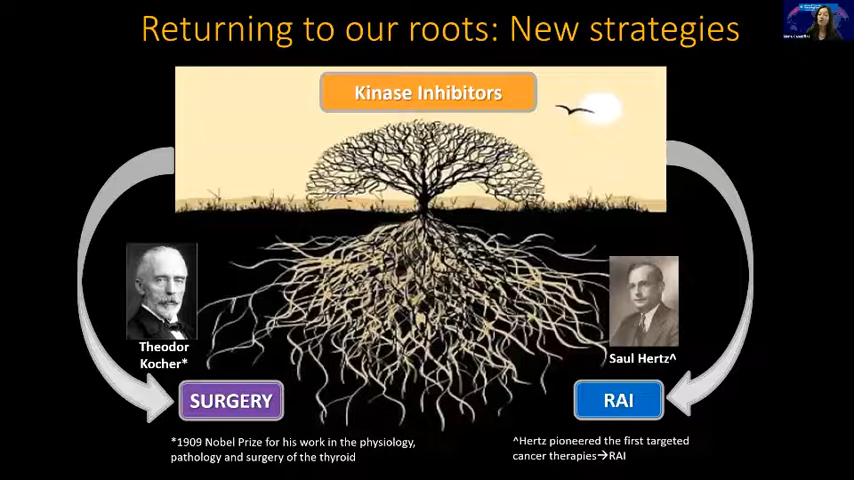 Returning to our roots: New strategies
Kinase Inhibitors
Theodor
Kocher*
Saul Hertz^
SURGERY
RAI
*1909 Nobel Prize for his work in the physiology,
pathology and surgery of the thyroid
^Hertz pioneered the first targeted
cancer therapies→RAI